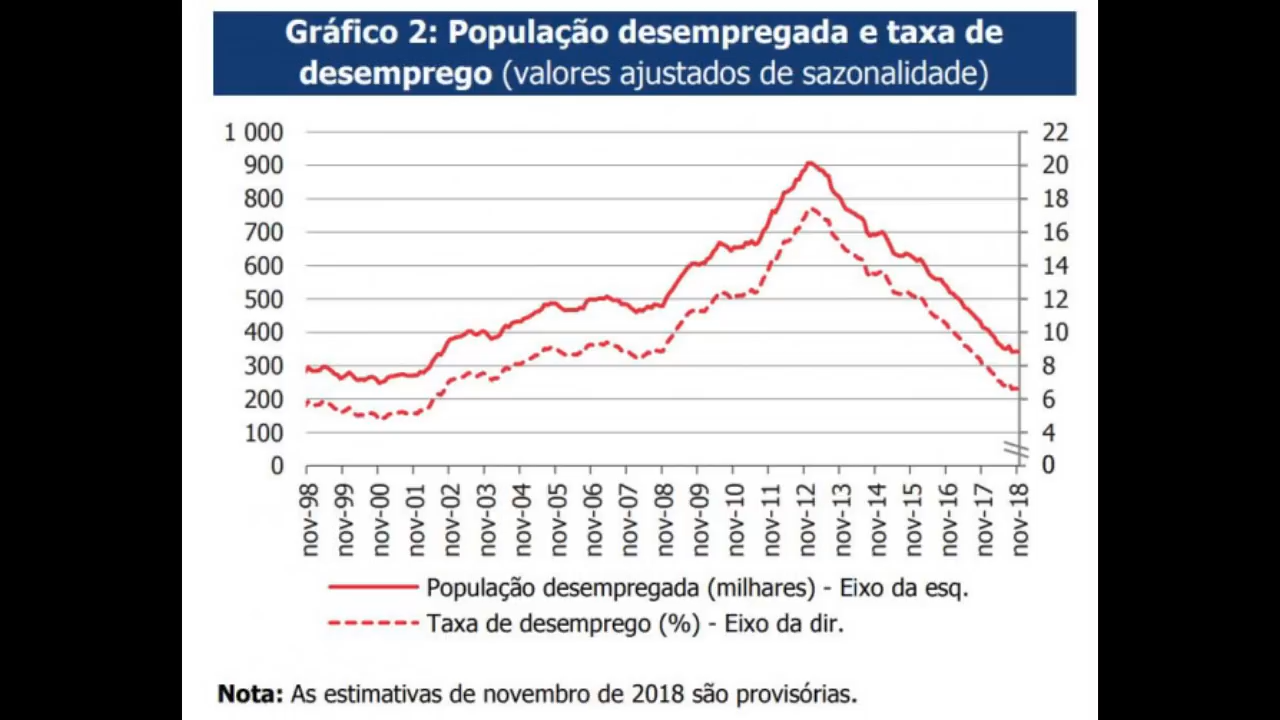 Gráfico 2: População desempregada e taxa de
desemprego (valores ajustados de sazonalidade)
1 000
900
800
700
600
500
400
300
200
100
0
22
20
18
16
14
12
10
8
6
4
0
nov-98
nov-99
nov-00
nov-01
nov-02
nov-03
nov-04
nov-05
nov-06
nov-07
nov-08
nov-09
nov-10
nov-11
nov-12
nov-13
nov-14
nov-15
nov-16
nov-17
nov-18
População desempregada (milhares) - Eixo da esq.
Taxa de desemprego (%) - Eixo da dir.
Nota: As estimativas de novembro de 2018 são provisórias.